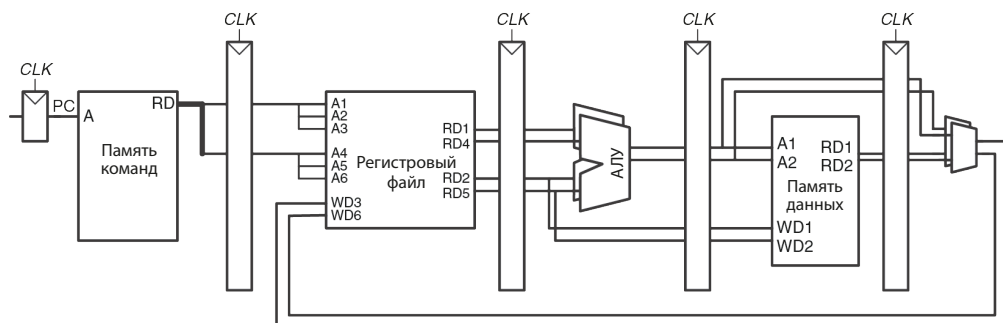 CLK
CLK
CLK
CLK
CLK
PC
A
RD
Память
команд
A1
A2
A3
A4
A5
A6
WD3
WD6
Регистровый
файл
RD1
RD4
RD2
RD5
АЛУ
A1
A2
RD1
RD2
Память
данных
WD1
WD2